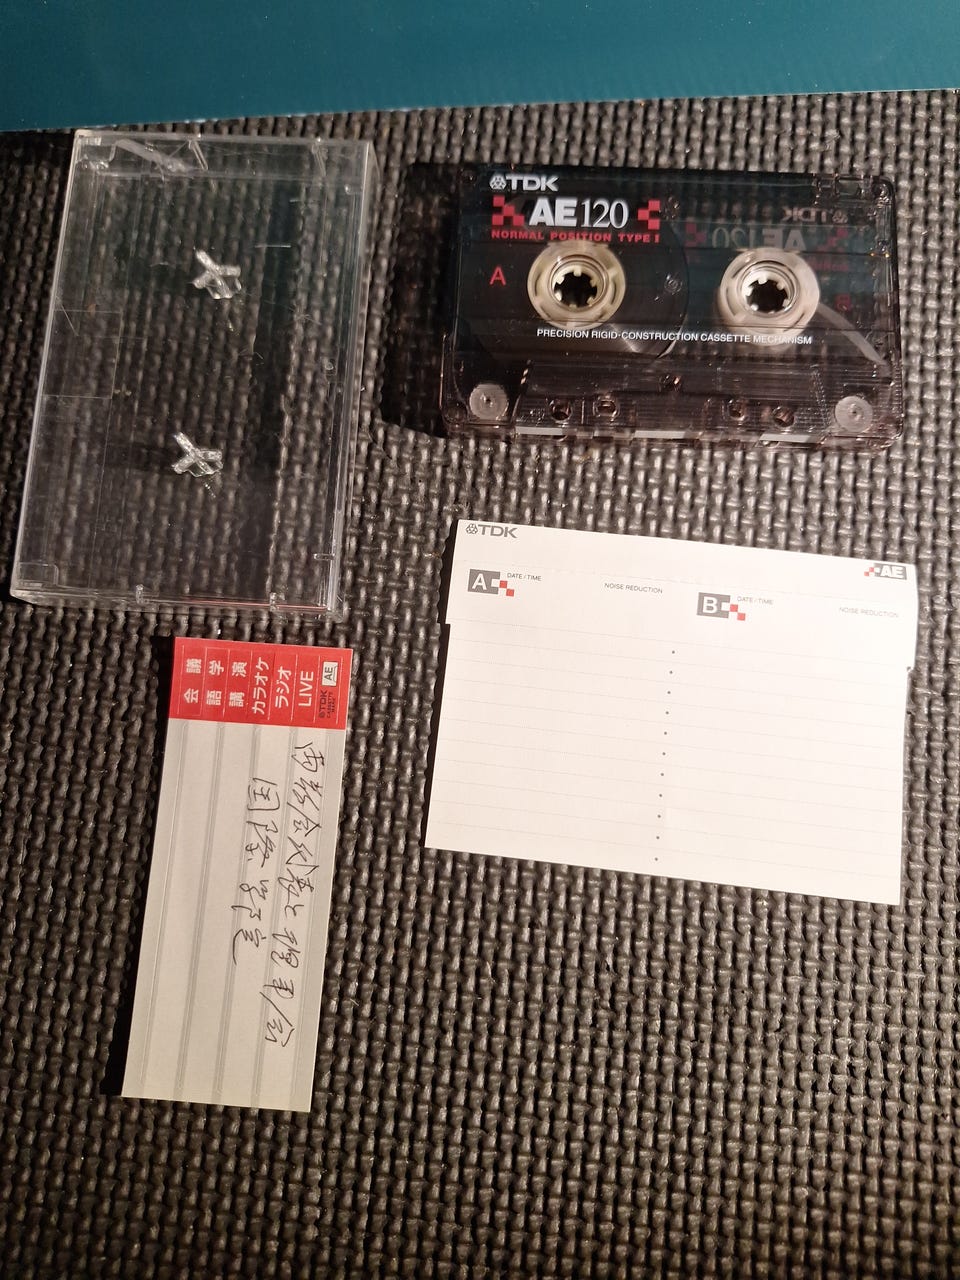 TDK
AE120
NORMAL POSITION TYPE I
A
PRECISION RIGID-CONSTRUCTION CASSETTE MECHANISM
TDK
AE
A DATE / TIME NOISE REDUCTION
B DATE / TIME NOISE REDUCTION
AE
TDK
LIVE
ラジオ
カラオケ
講演
語学
会議